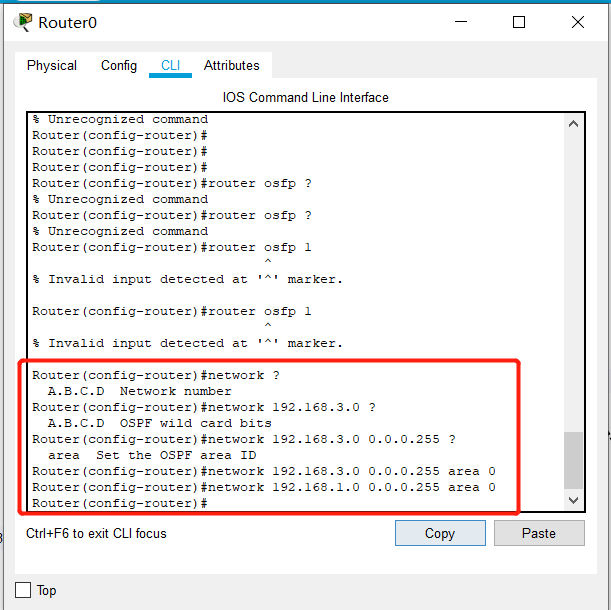 Router0
Physical Config CLI Attributes
IOS Command Line Interface
% Unrecognized command
Router(config-router)#
Router(config-router)#
Router(config-router)#
Router(config-router)#router osfp ?
% Unrecognized command
Router(config-router)#router osfp ?
% Unrecognized command
Router(config-router)#router osfp 1
^
% Invalid input detected at '^' marker.
Router(config-router)#router osfp 1
^
% Invalid input detected at '^' marker.
Router(config-router)#network ?
A.B.C.D  Network number
Router(config-router)#network 192.168.3.0 ?
A.B.C.D  OSPF wild card bits
Router(config-router)#network 192.168.3.0 0.0.0.255 ?
area  Set the OSPF area ID
Router(config-router)#network 192.168.3.0 0.0.0.255 area 0
Router(config-router)#network 192.168.1.0 0.0.0.255 area 0
Router(config-router)#
Ctrl+F6 to exit CLI focus Copy Paste
Top